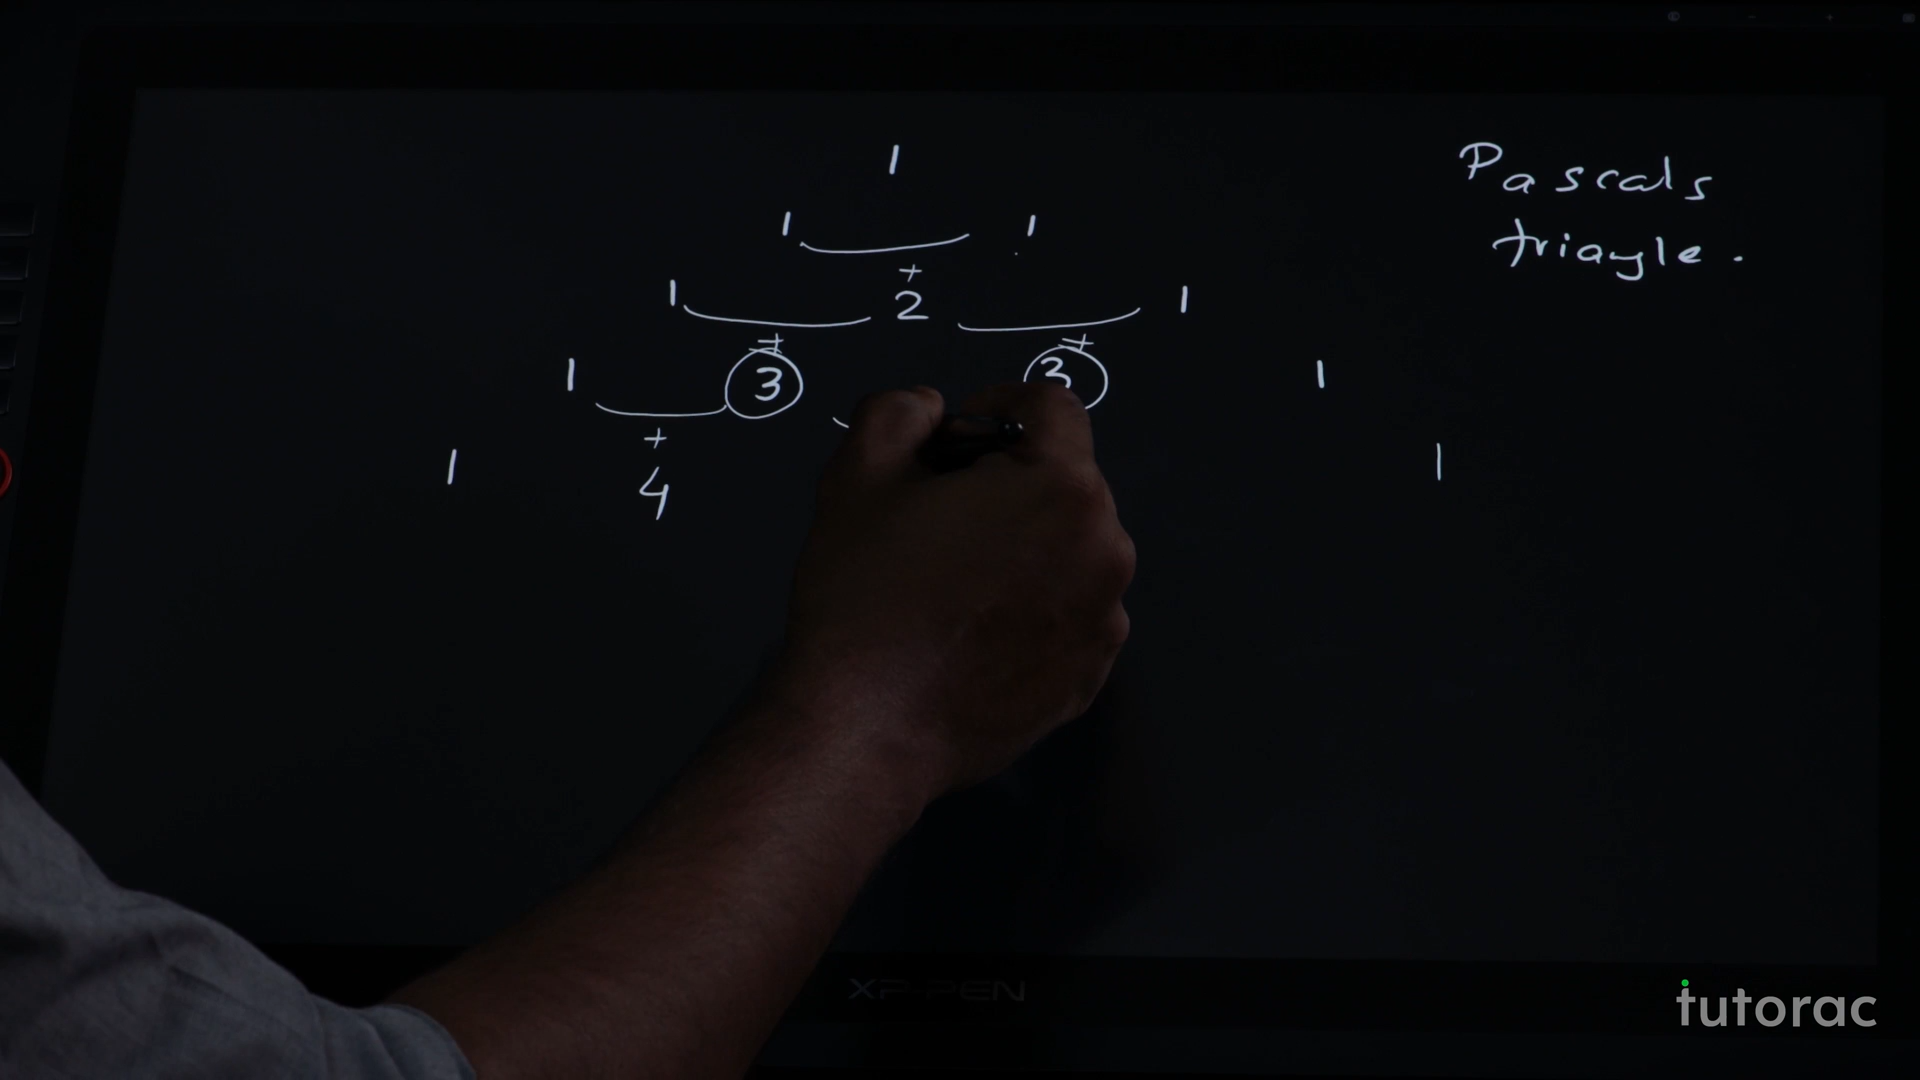 1
1 1
+
1 2 1
+ +
1 3 3 1
+
1 4 1
Pascals
triagle.
XP-PEN
tutorac